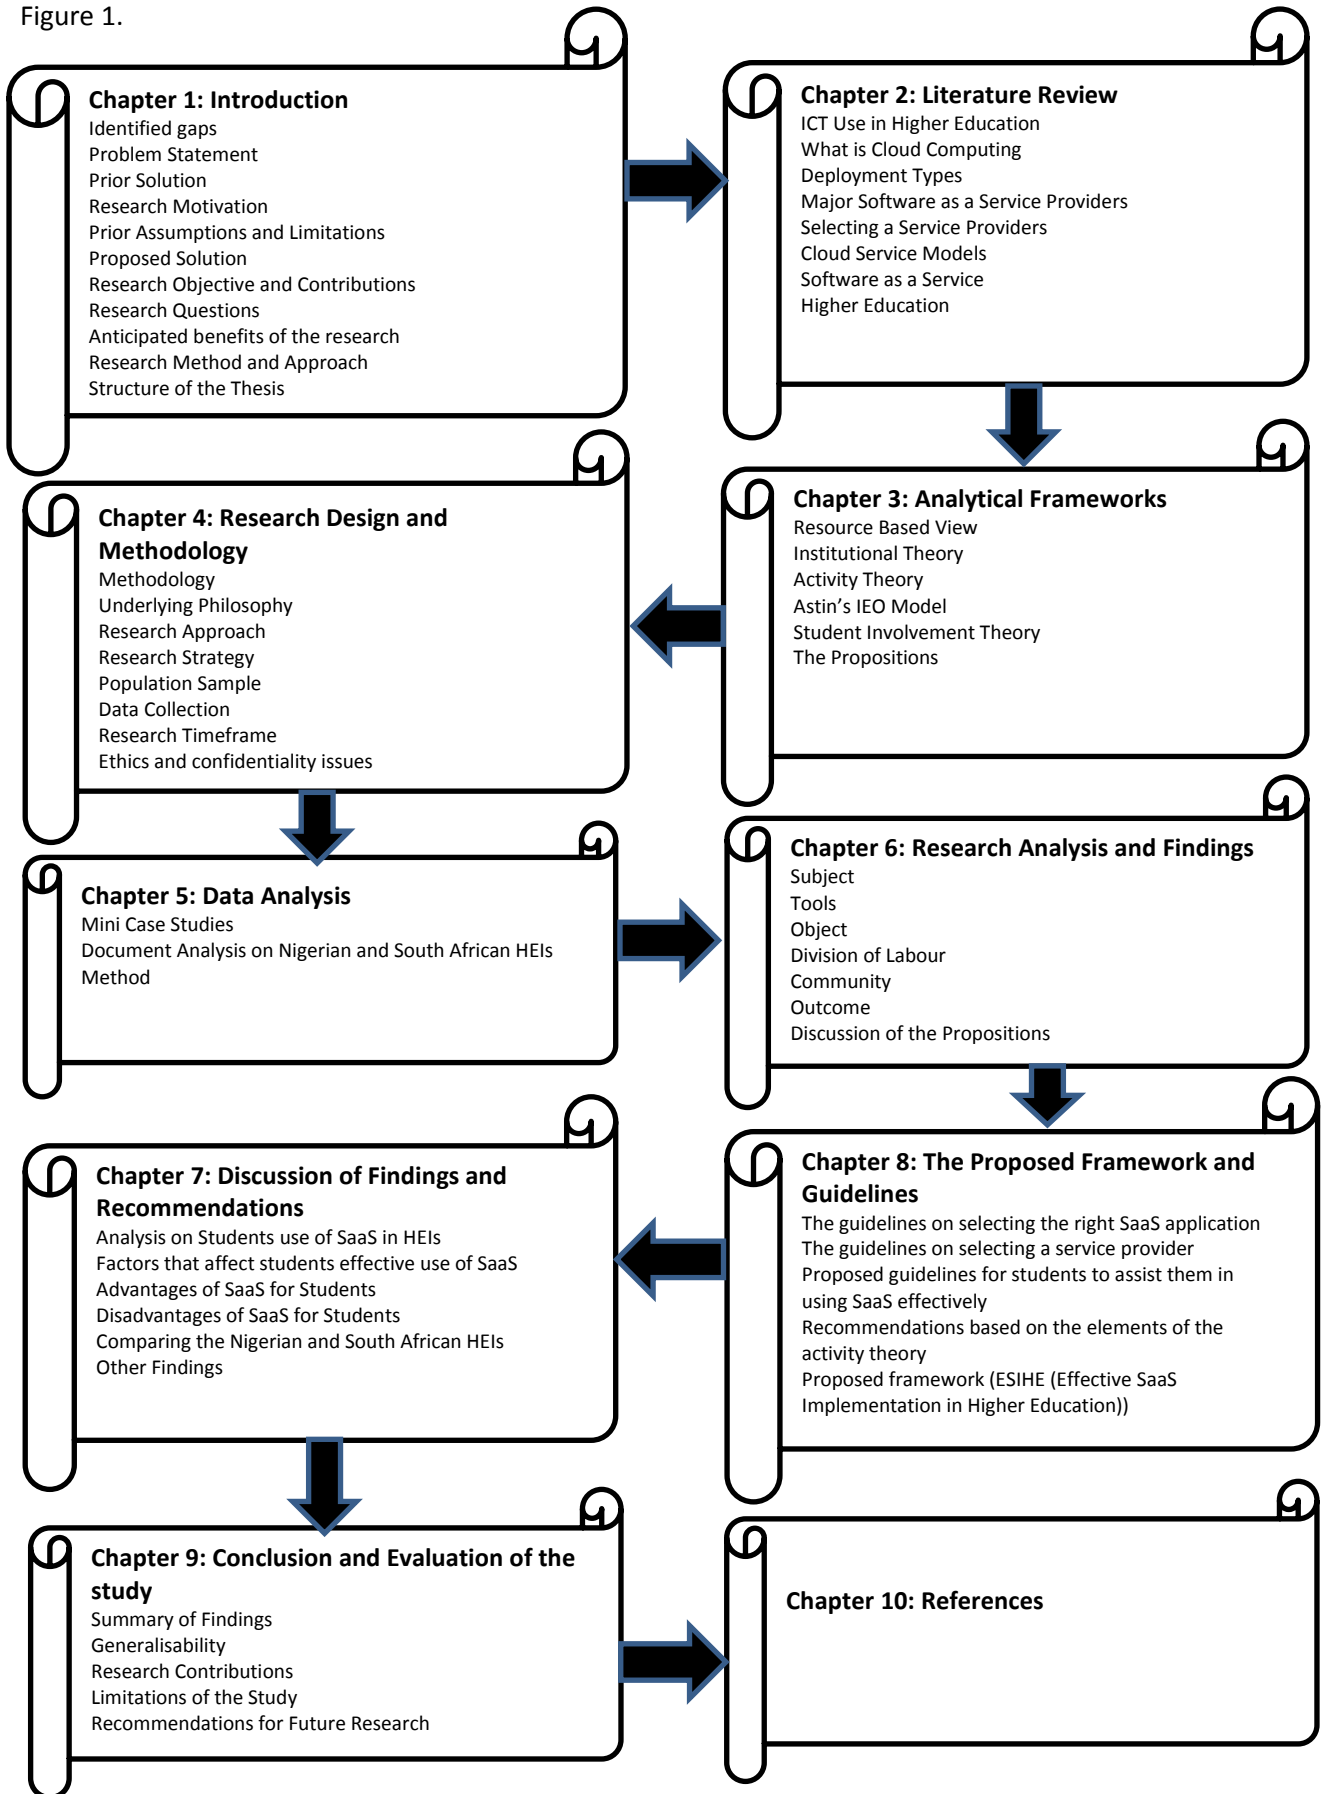 Figure 1.
Chapter 1: Introduction
Identified gaps
Problem Statement
Prior Solution
Research Motivation
Prior Assumptions and Limitations
Proposed Solution
Research Objective and Contributions
Research Questions
Anticipated benefits of the research
Research Method and Approach
Structure of the Thesis
Chapter 2: Literature Review
ICT Use in Higher Education
What is Cloud Computing
Deployment Types
Major Software as a Service Providers
Selecting a Service Providers
Cloud Service Models
Software as a Service
Higher Education
Chapter 3: Analytical Frameworks
Resource Based View
Institutional Theory
Activity Theory
Astin’s IEO Model
Student Involvement Theory
The Propositions
Chapter 4: Research Design and
Methodology
Methodology
Underlying Philosophy
Research Approach
Research Strategy
Population Sample
Data Collection
Research Timeframe
Ethics and confidentiality issues
Chapter 5: Data Analysis
Mini Case Studies
Document Analysis on Nigerian and South African HEIs
Method
Chapter 6: Research Analysis and Findings
Subject
Tools
Object
Division of Labour
Community
Outcome
Discussion of the Propositions
Chapter 8: The Proposed Framework and
Guidelines
The guidelines on selecting the right SaaS application
The guidelines on selecting a service provider
Proposed guidelines for students to assist them in
using SaaS effectively
Recommendations based on the elements of the
activity theory
Proposed framework (ESIHE (Effective SaaS
Implementation in Higher Education))
Chapter 7: Discussion of Findings and
Recommendations
Analysis on Students use of SaaS in HEIs
Factors that affect students effective use of SaaS
Advantages of SaaS for Students
Disadvantages of SaaS for Students
Comparing the Nigerian and South African HEIs
Other Findings
Chapter 9: Conclusion and Evaluation of the
study
Summary of Findings
Generalisability
Research Contributions
Limitations of the Study
Recommendations for Future Research
Chapter 10: References